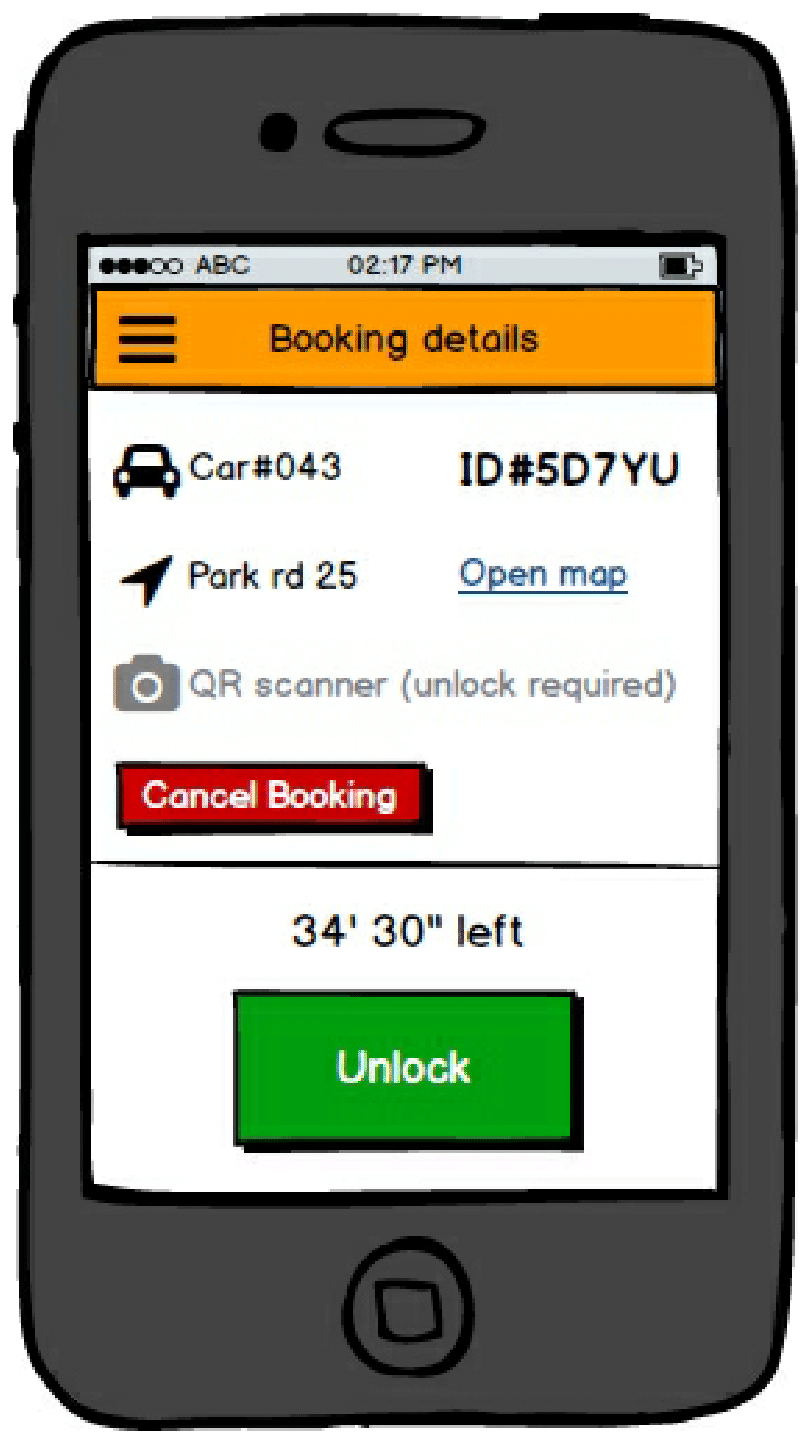 ABC 02:17 PM
Booking details
Car#043 ID#5D7YU
Park rd 25 Open map
QR scanner (unlock required)
Cancel Booking
34' 30" left
Unlock